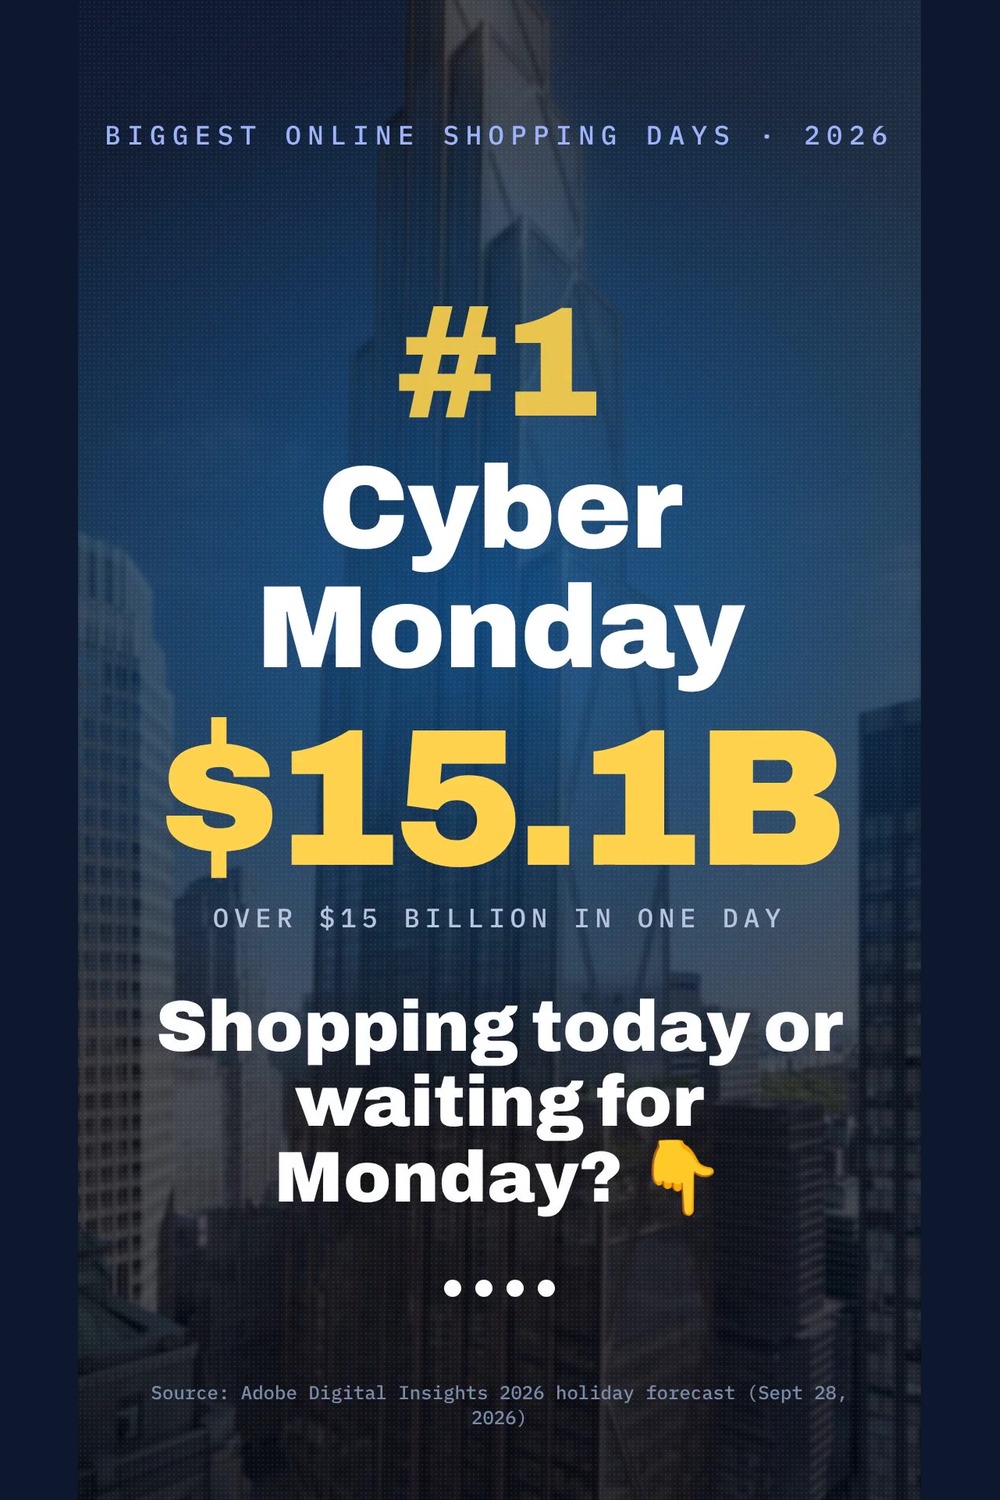 BIGGEST ONLINE SHOPPING DAYS · 2026
#1
Cyber
Monday
$15.1B
OVER $15 BILLION IN ONE DAY
Shopping today or
waiting for
Monday? 👇
Source: Adobe Digital Insights 2026 holiday forecast (Sept 28,
2026)